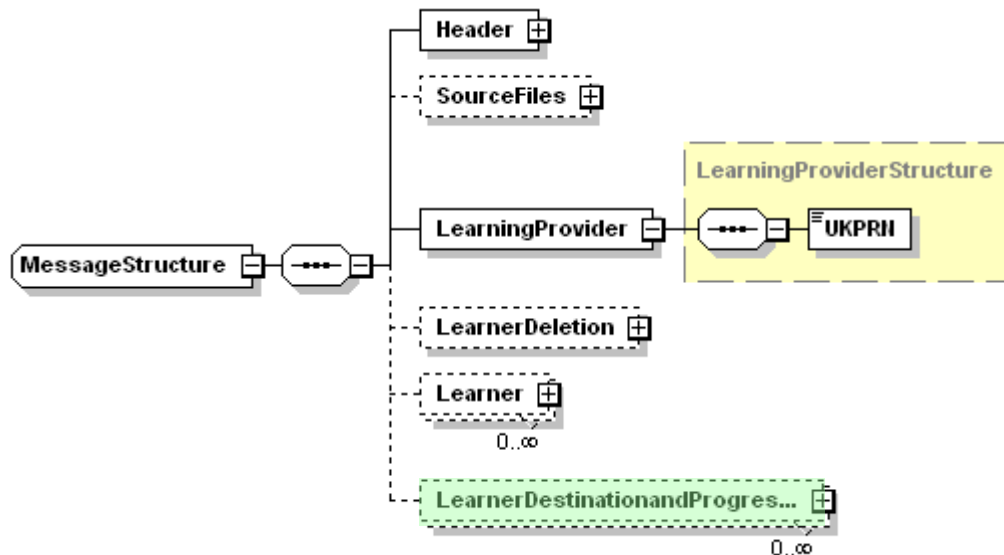 Header
SourceFiles
LearningProviderStructure
LearningProvider
UKPRN
MessageStructure
LearnerDeletion
Learner
0..∞
LearnerDestinationandProgres...
0..∞